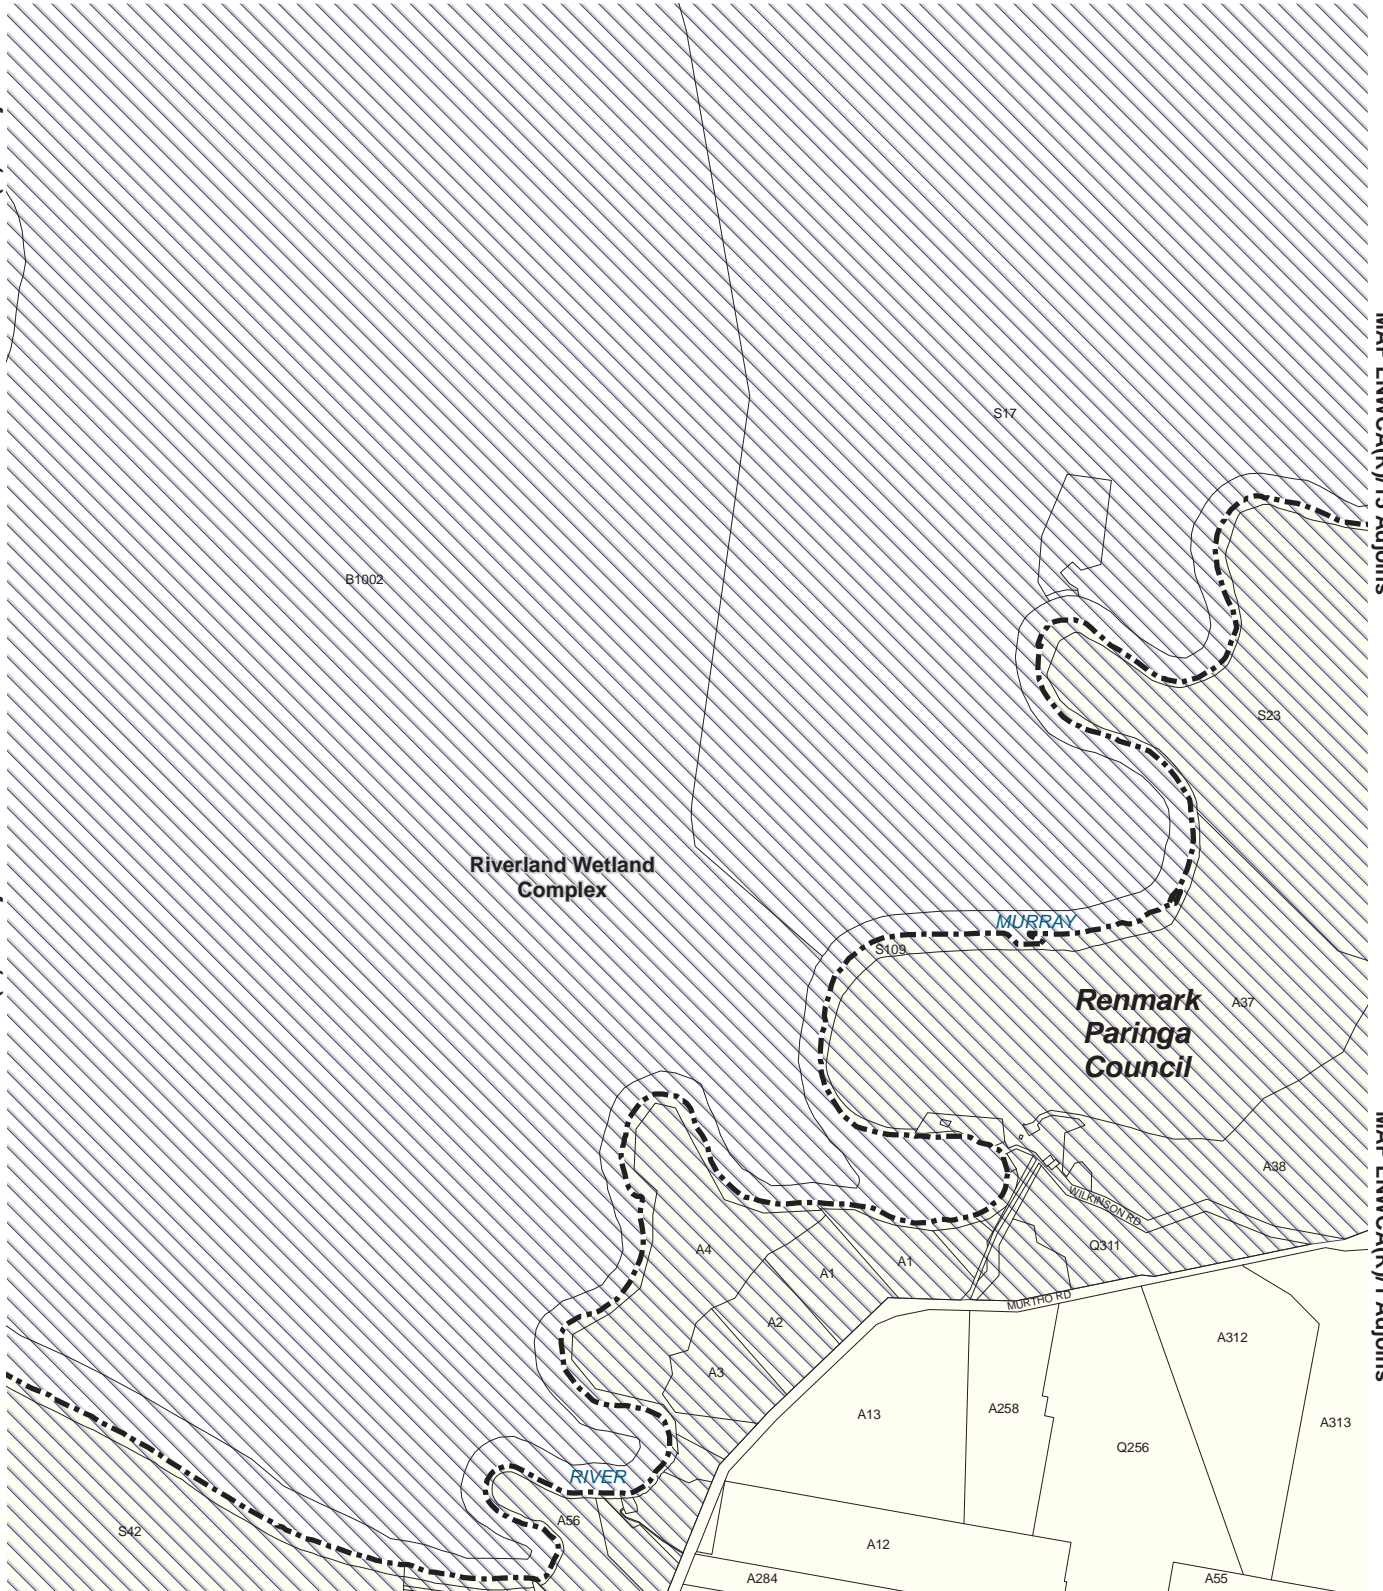 S17
B1002
S23
Riverland Wetland
Complex
MURRAY
S109
Renmark
Paringa
Council
A37
A38
WILKINSON RD
Q311
A4
A1
A1
MURTHO RD
A2
A312
A3
A13
A258
A313
Q256
RIVER
A56
S42
A12
A284
A55